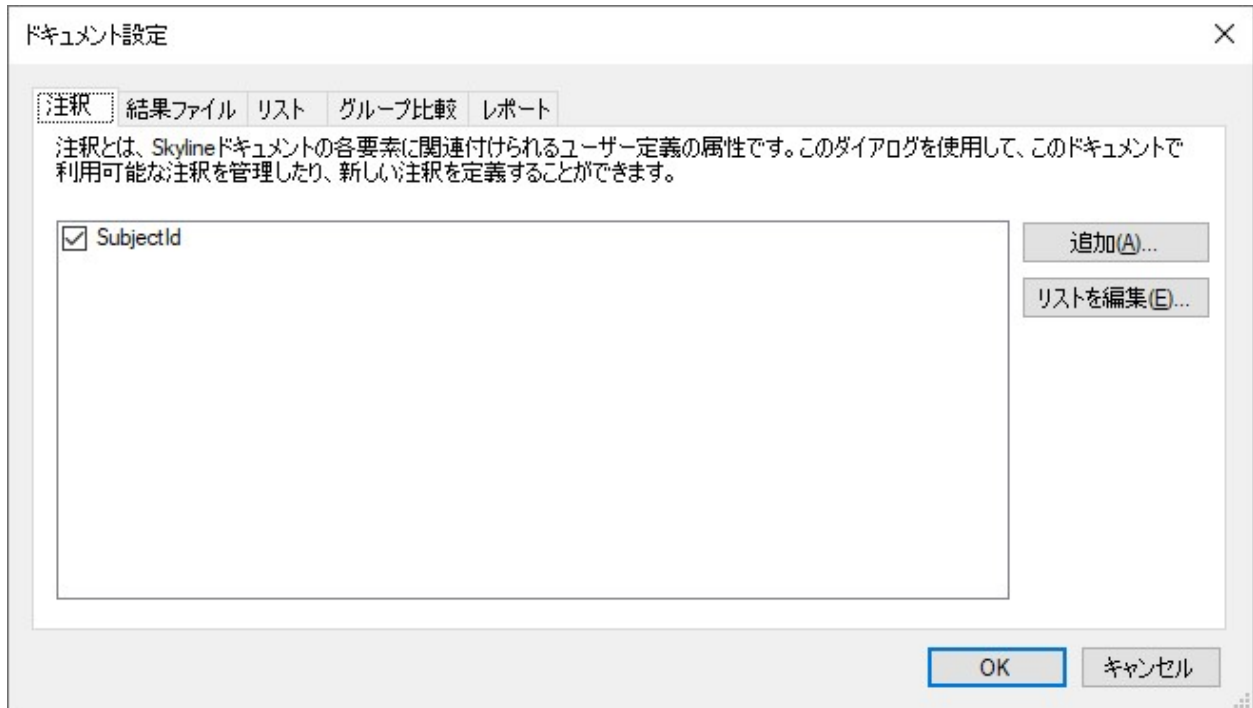 ドキュメント設定
注釈 結果ファイル リスト グループ比較 レポート
注釈とは、Skylineドキュメントの各要素に関連付けられるユーザー定義の属性です。このダイアログを使用して、このドキュメントで
利用可能な注釈を管理したり、新しい注釈を定義することができます。
SubjectId
追加(A)...
リストを編集(E)...
OK キャンセル